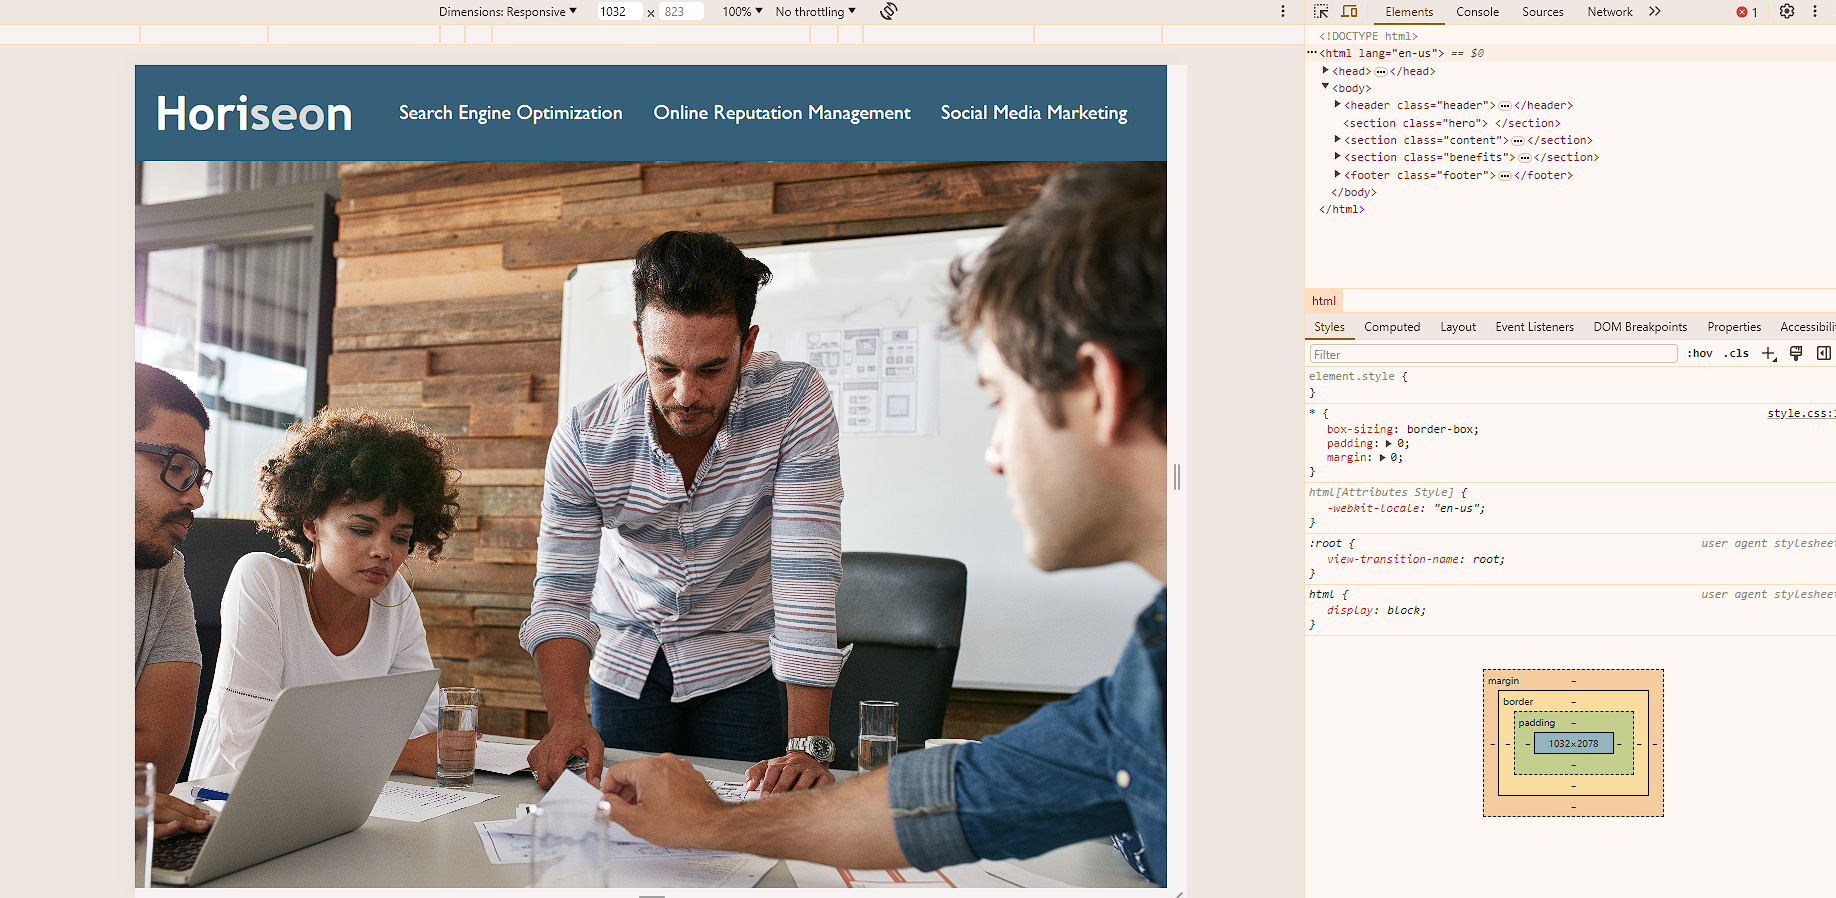 Dimensions: Responsive 1032 × 823 100% No throttling
Elements Console Sources Network 1
Horiseon Search Engine Optimization Online Reputation Management Social Media Marketing
<!DOCTYPE html>
<html lang="en-us"> == $0
<head> </head>
<body>
<header class="header"> </header>
<section class="hero"> </section>
<section class="content"> </section>
<section class="benefits"> </section>
<footer class="footer"> </footer>
</body>
</html>
html
Styles Computed Layout Event Listeners DOM Breakpoints Properties Accessibili
Filter :hov .cls
element.style {
}
* { style.css:1
box-sizing: border-box;
padding: 0;
margin: 0;
}
html[Attributes Style] {
-webkit-locale: "en-us";
}
:root { user agent stylesheet
view-transition-name: root;
}
html { user agent stylesheet
display: block;
}
margin -
border -
padding -
- - - 1032×2078 - - -
-
-
-